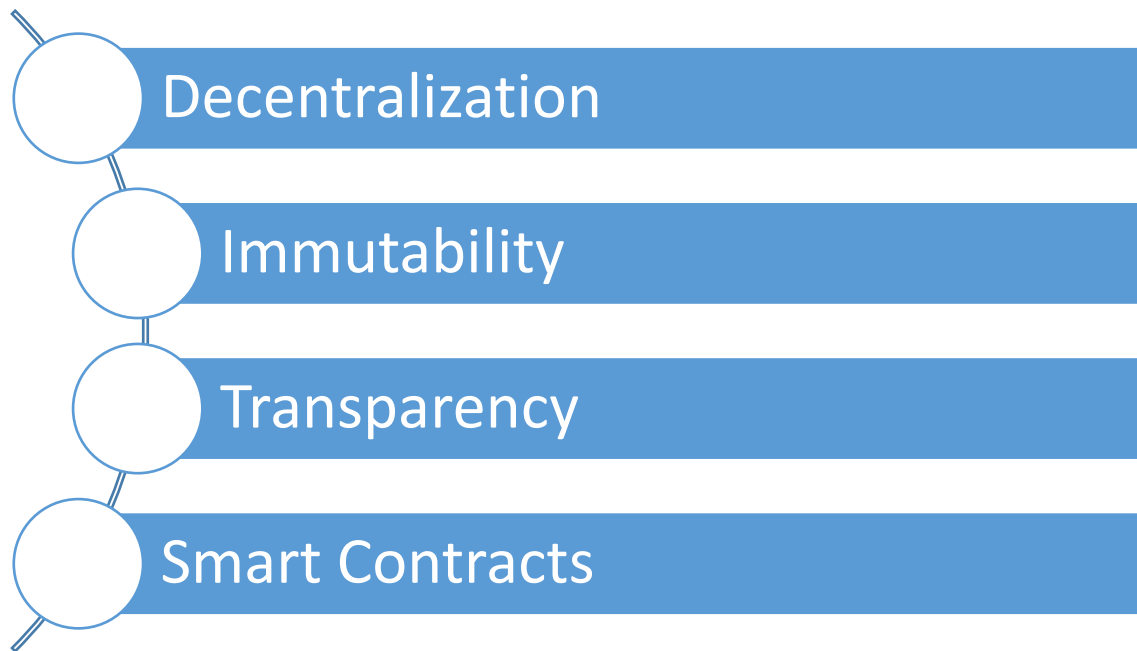 Decentralization
Immutability
Transparency
Smart Contracts